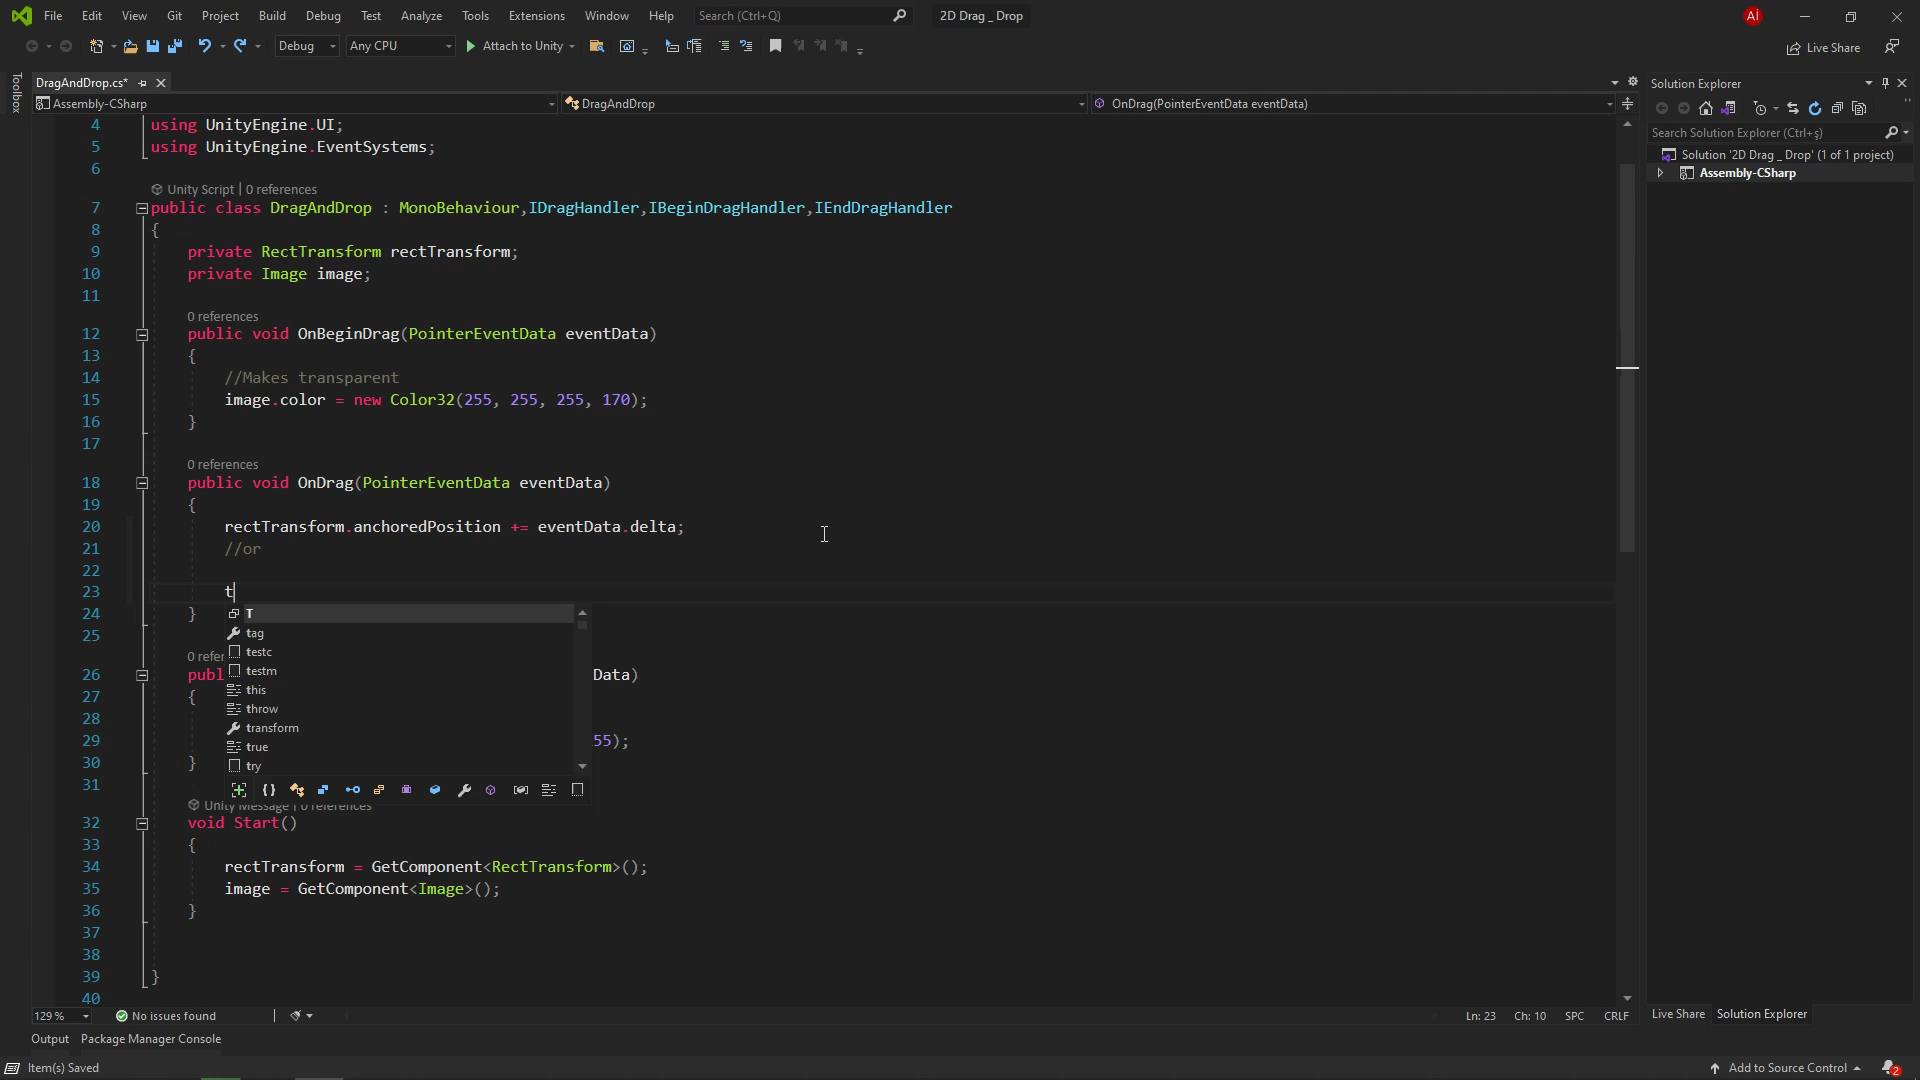 File Edit View Git Project Build Debug Test Analyze Tools Extensions Window Help Search (Ctrl+Q) 2D Drag _ Drop AI
Debug Any CPU Attach to Unity Live Share
Toolbox
DragAndDrop.cs*
Assembly-CSharp DragAndDrop OnDrag(PointerEventData eventData)
4 using UnityEngine.UI;
5 using UnityEngine.EventSystems;
6
Unity Script | 0 references
7 public class DragAndDrop : MonoBehaviour,IDragHandler,IBeginDragHandler,IEndDragHandler
8 {
9 private RectTransform rectTransform;
10 private Image image;
11
0 references
12 public void OnBeginDrag(PointerEventData eventData)
13 {
14 //Makes transparent
15 image.color = new Color32(255, 255, 255, 170);
16 }
17
0 references
18 public void OnDrag(PointerEventData eventData)
19 {
20 rectTransform.anchoredPosition += eventData.delta;
21 //or
22
23 t
24 }
25
T
tag
testc
testm
this
throw
transform
true
try
0 refer
26 publ Data)
27 {
28
29 55);
30 }
31
Unity Message | 0 references
32 void Start()
33 {
34 rectTransform = GetComponent<RectTransform>();
35 image = GetComponent<Image>();
36 }
37
38
39 }
40
129 % No issues found Ln: 23 Ch: 10 SPC CRLF
Output Package Manager Console
Item(s) Saved Add to Source Control 2
Solution Explorer
Search Solution Explorer (Ctrl+ş)
Solution '2D Drag _ Drop' (1 of 1 project)
Assembly-CSharp
Live Share Solution Explorer